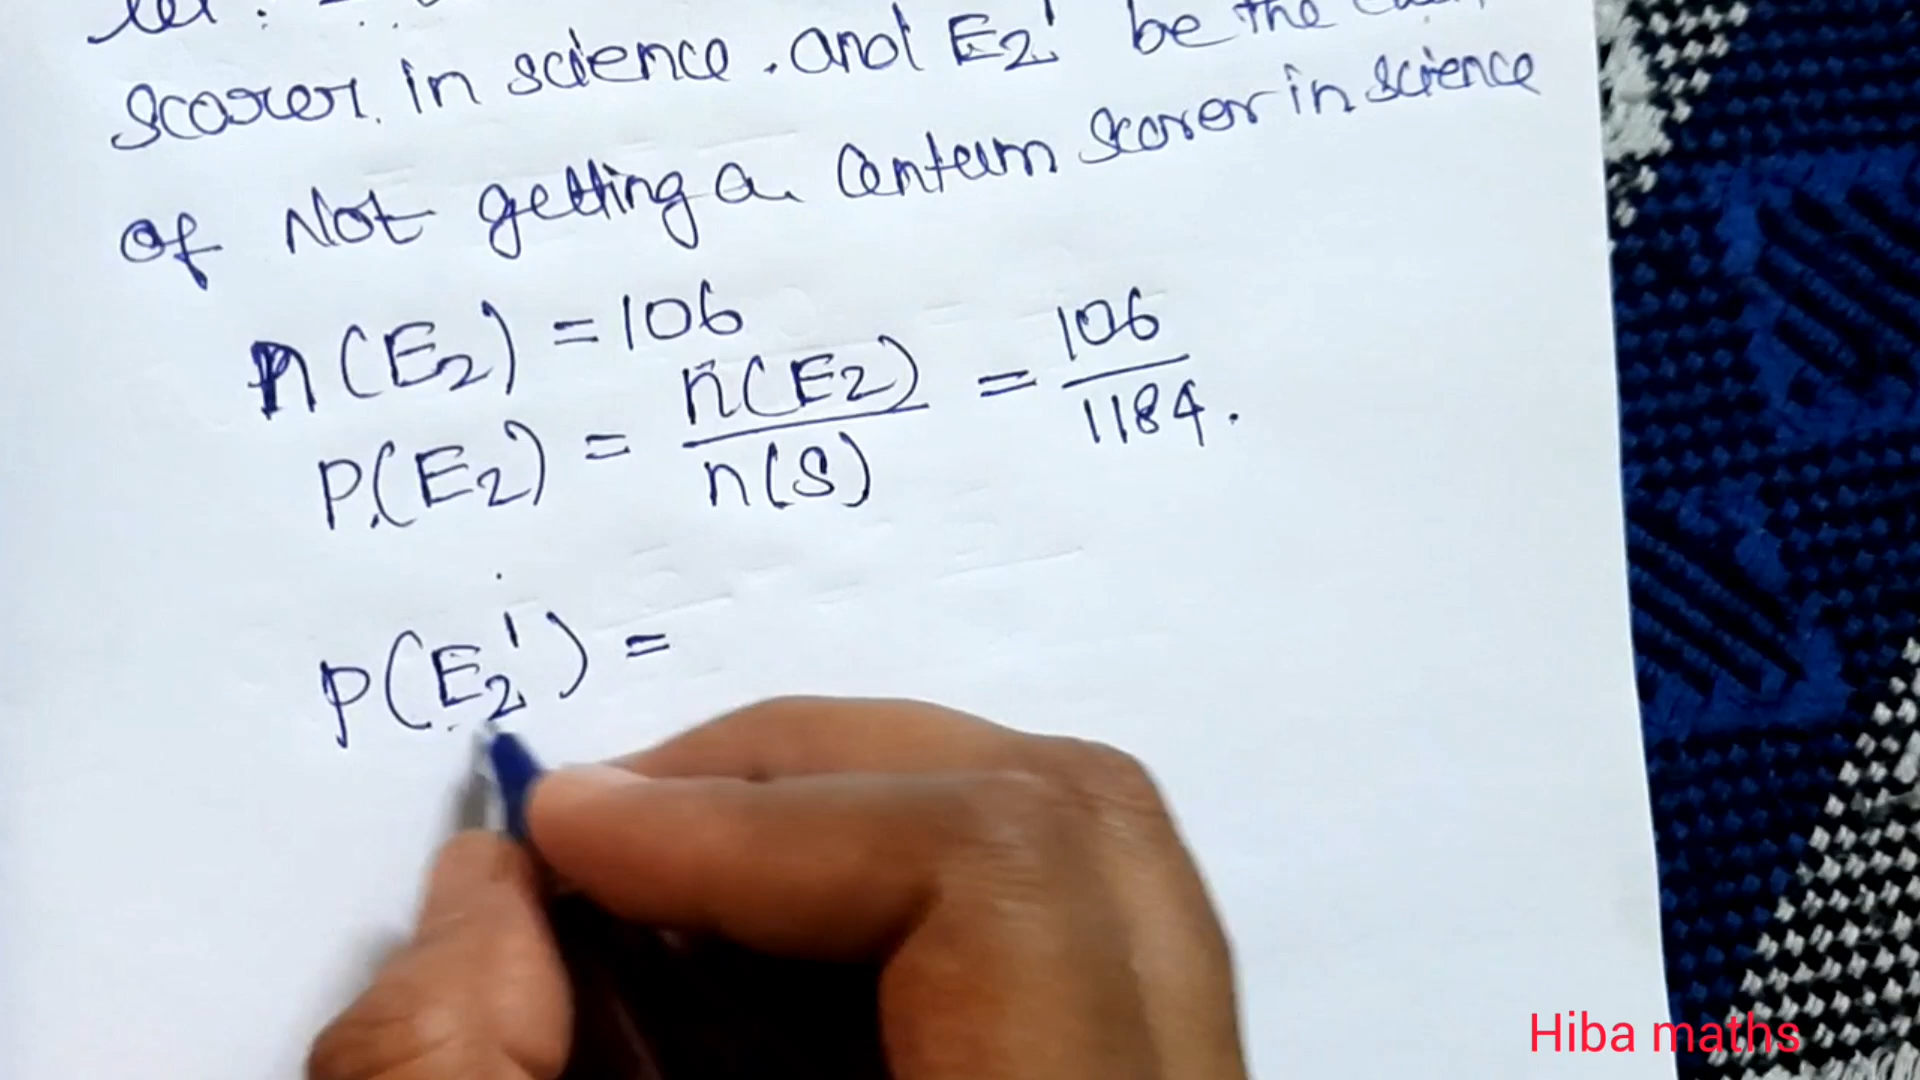 scorer in science. and E2' be the
of Not getting a Centum scorer in science
n(E2) = 106
P(E2) = n(E2)/n(S) = 106/1184.
P(E2') =
Hiba maths